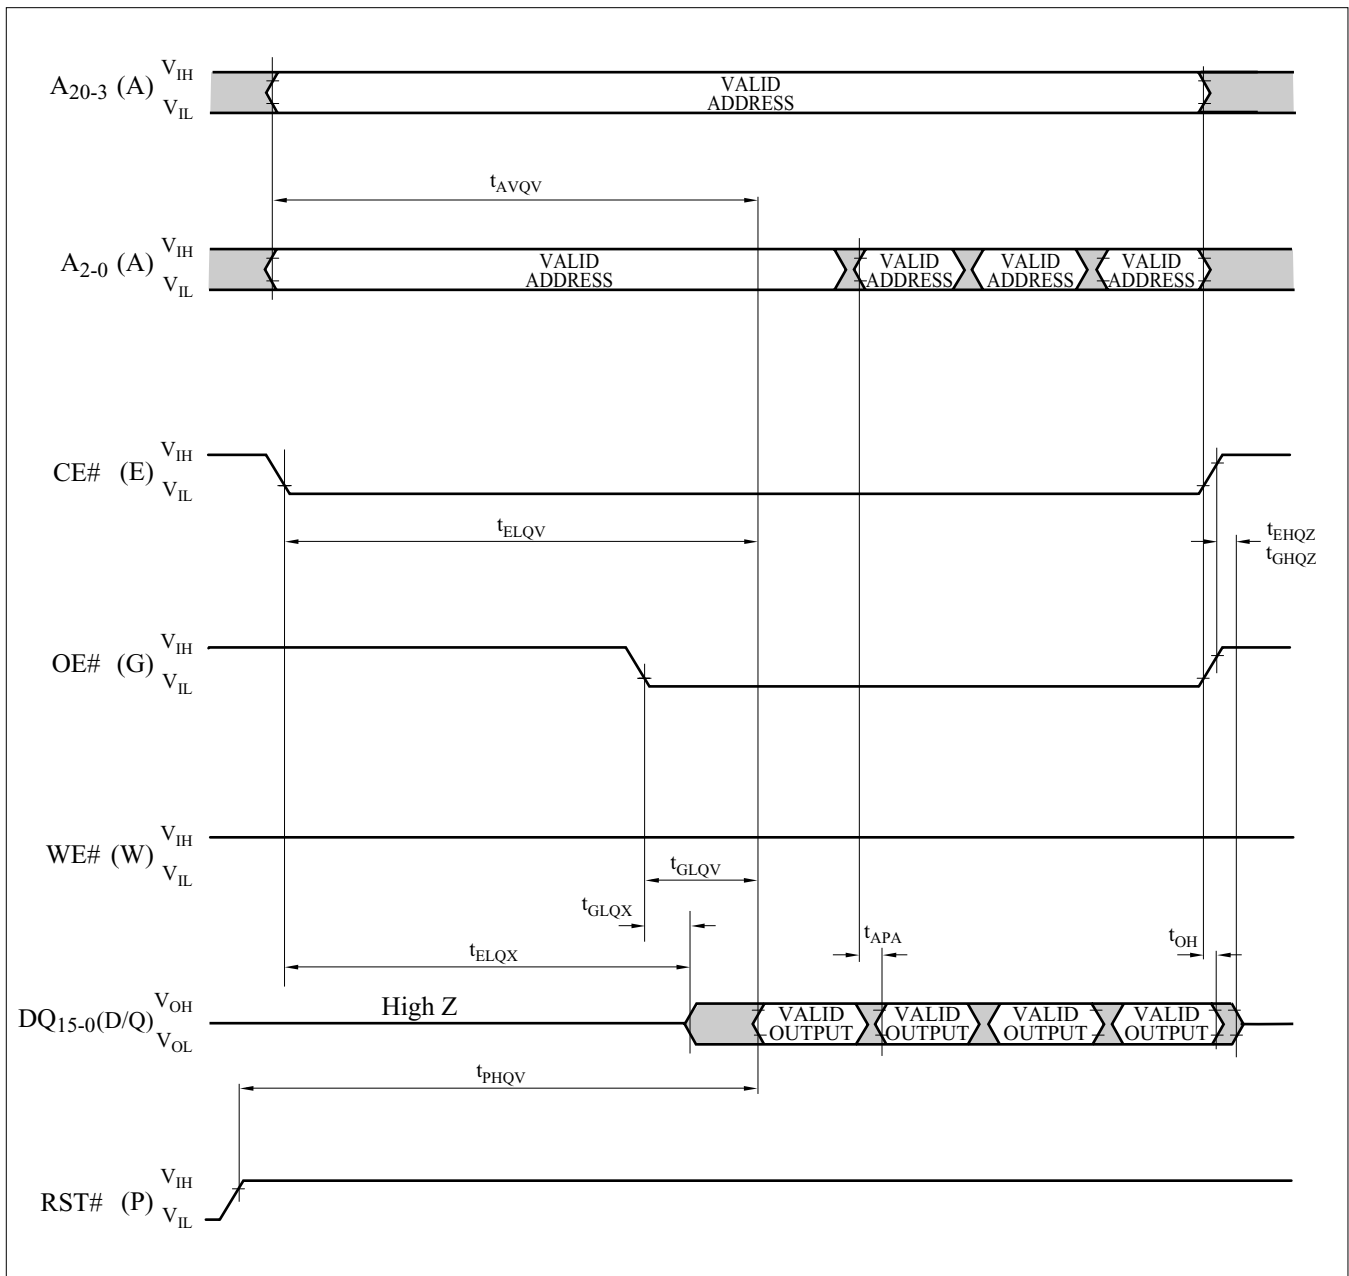 A20-3 (A) VIH
VIL
VALID
ADDRESS
tAVQV
A2-0 (A) VIH
VIL
VALID
ADDRESS
VALID
ADDRESS
VALID
ADDRESS
VALID
ADDRESS
CE# (E) VIH
VIL
tELQV
tEHQZ
tGHQZ
OE# (G) VIH
VIL
WE# (W) VIH
VIL
tGLQV
tGLQX
tELQX
tAPA
tOH
DQ15-0(D/Q) VOH
VOL
High Z
VALID
OUTPUT
VALID
OUTPUT
VALID
OUTPUT
VALID
OUTPUT
tPHQV
RST# (P) VIH
VIL